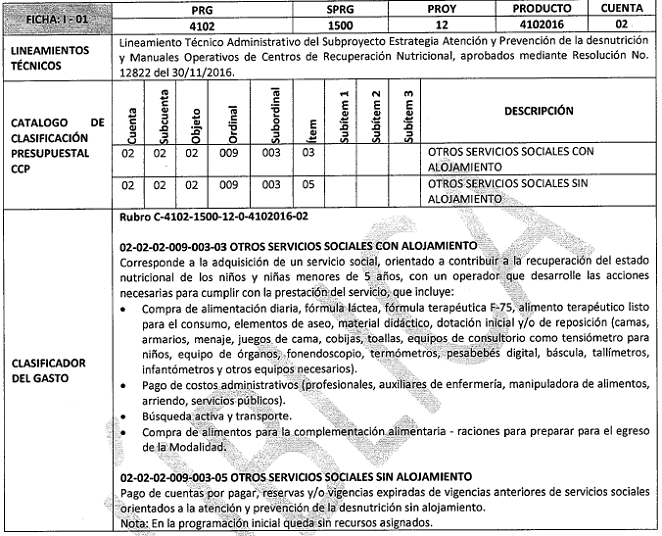 FICHA: I - 01
PRG SPRG PROY PRODUCTO CUENTA
4102 1500 12 4102016 02
LINEAMIENTOS TÉCNICOS
Lineamiento Técnico Administrativo del Subproyecto Estrategia Atención y Prevención de la desnutrición
y Manuales Operativos de Centros de Recuperación Nutricional, aprobados mediante Resolución No.
12822 del 30/11/2016.
CATALOGO DE
CLASIFICACIÓN
PRESUPUESTAL
CCP
Cuenta Subcuenta Objeto Ordinal Subordinal Ítem Subítem 1 Subítem 2 Subítem 3 DESCRIPCIÓN
02 02 02 009 003 03 OTROS SERVICIOS SOCIALES CON
ALOJAMIENTO
02 02 02 009 003 05 OTROS SERVICIOS SOCIALES SIN
ALOJAMIENTO
CLASIFICADOR
DEL GASTO
Rubro C-4102-1500-12-0-4102016-02
02-02-02-009-003-03 OTROS SERVICIOS SOCIALES CON ALOJAMIENTO
Corresponde a la adquisición de un servicio social, orientado a contribuir a la recuperación del estado
nutricional de los niños y niñas menores de 5 años, con un operador que desarrolle las acciones
necesarias para cumplir con la prestación del servicio, que incluye:
• Compra de alimentación diaria, fórmula láctea, fórmula terapéutica F-75, alimento terapéutico listo
para el consumo, elementos de aseo, material didáctico, dotación inicial y/o de reposición (camas,
armarios, menaje, juegos de cama, cobijas, toallas, equipos de consultorio como tensiómetro para
niños, equipo de órganos, fonendoscopio, termómetros, pesabebés digital, báscula, tallímetros,
infantómetros y otros equipos necesarios).
• Pago de costos administrativos (profesionales, auxiliares de enfermería, manipuladora de alimentos,
arriendo, servicios públicos).
• Búsqueda activa y transporte.
• Compra de alimentos para la complementación alimentaria - raciones para preparar para el egreso
de la Modalidad.
02-02-02-009-003-05 OTROS SERVICIOS SOCIALES SIN ALOJAMIENTO
Pago de cuentas por pagar, reservas y/o vigencias expiradas de vigencias anteriores de servicios sociales
orientados a la atención y prevención de la desnutrición sin alojamiento.
Nota: En la programación inicial queda sin recursos asignados.